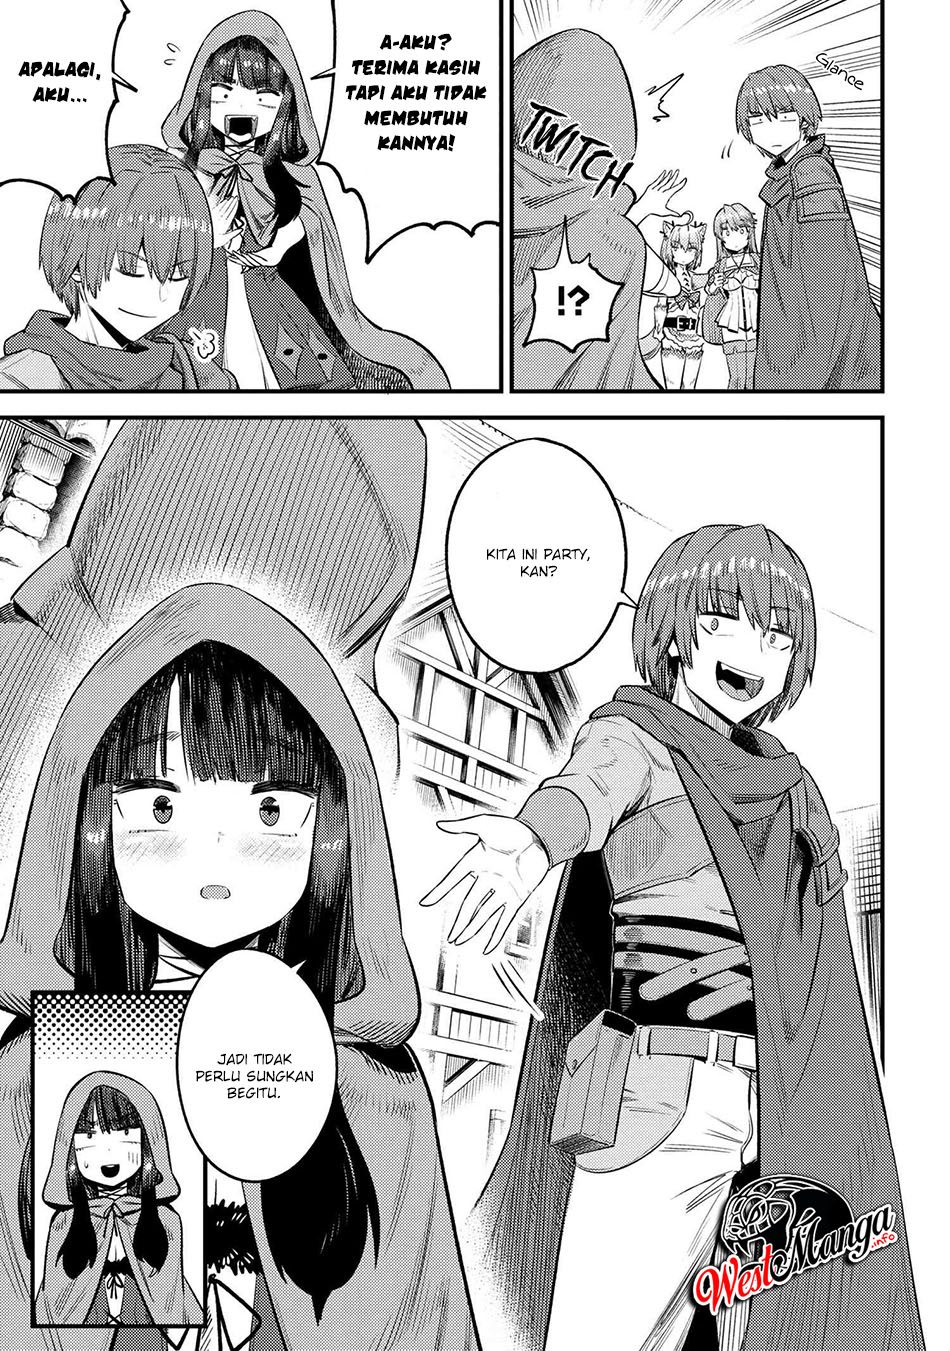 Glance
TWITCH
!?
A-AKU?
TERIMA KASIH
TAPI AKU TIDAK
MEMBUTUH
KANNYA!
APALAGI,
AKU...
KITA INI PARTY,
KAN?
JADI TIDAK
PERLU SUNGKAN
BEGITU.
WestManga
.info